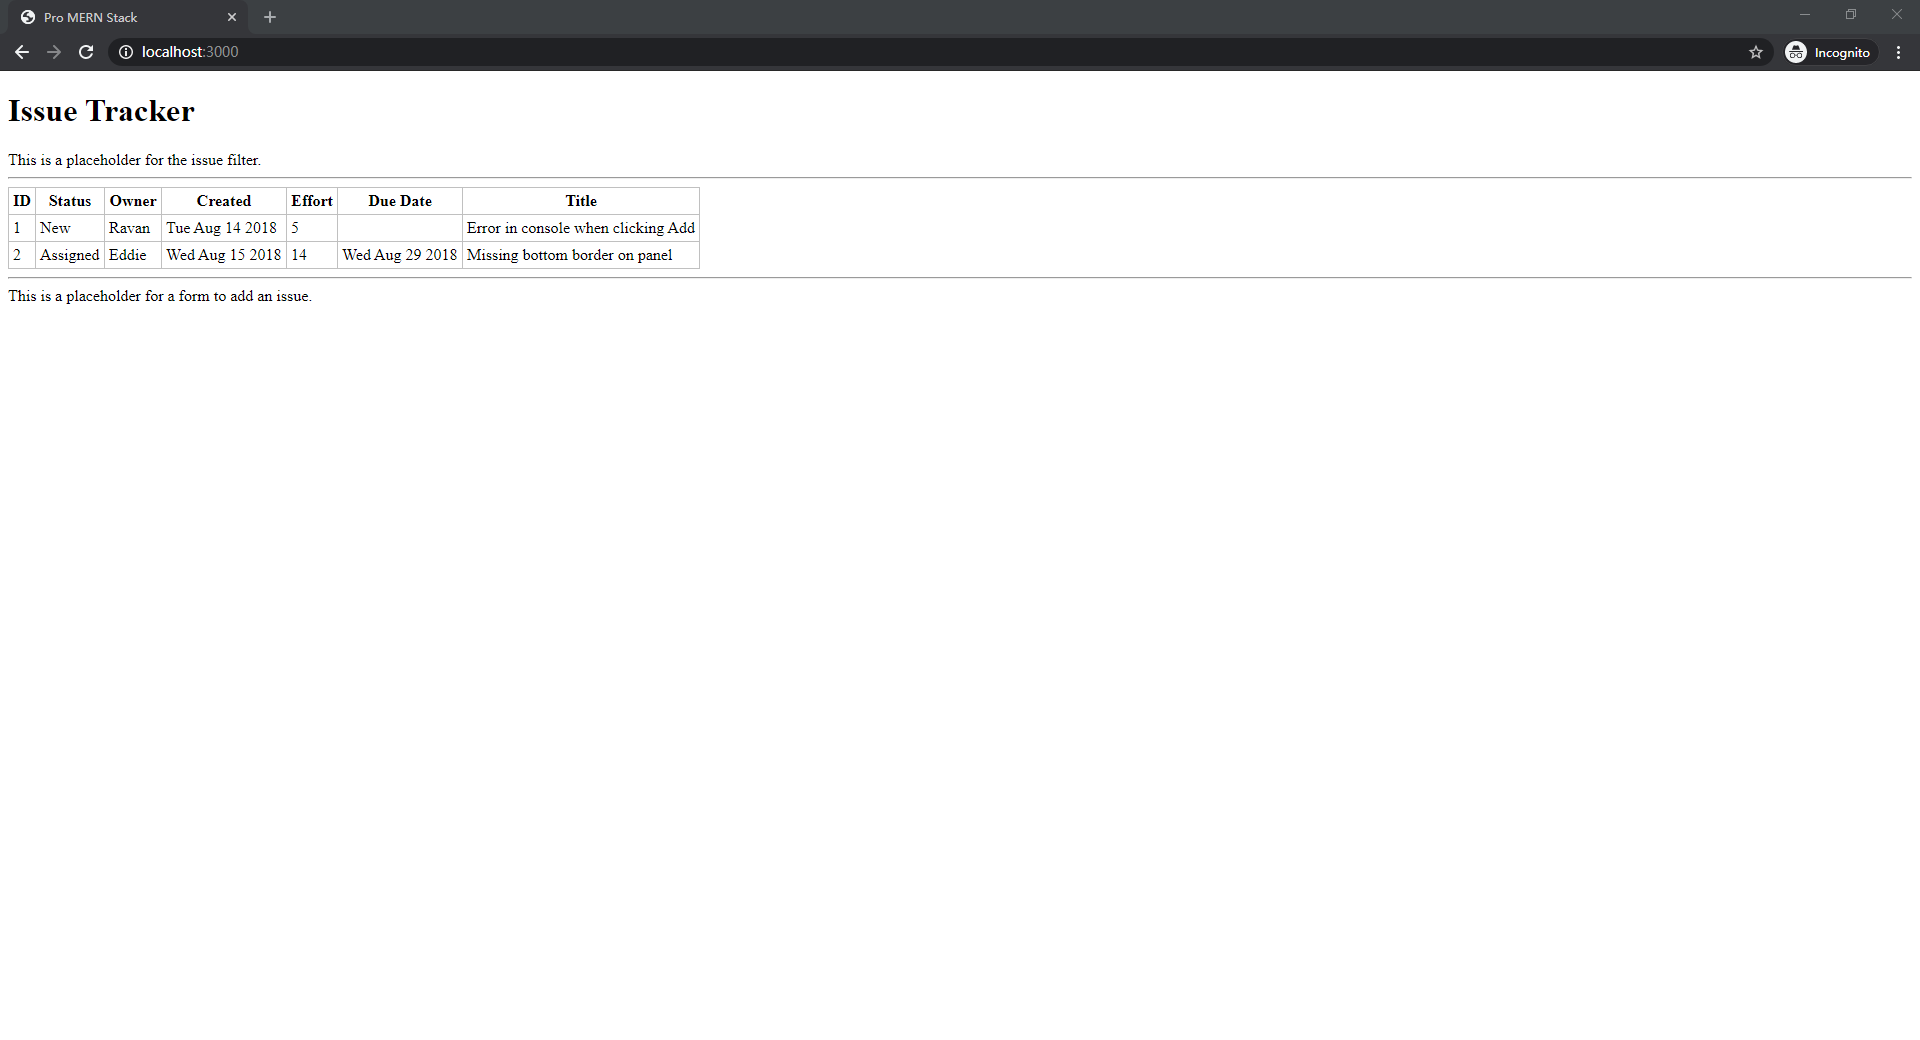 Pro MERN Stack
localhost:3000
Incognito
Issue Tracker
This is a placeholder for the issue filter.
ID Status Owner Created Effort Due Date Title
1 New Ravan Tue Aug 14 2018 5 Error in console when clicking Add
2 Assigned Eddie Wed Aug 15 2018 14 Wed Aug 29 2018 Missing bottom border on panel
This is a placeholder for a form to add an issue.